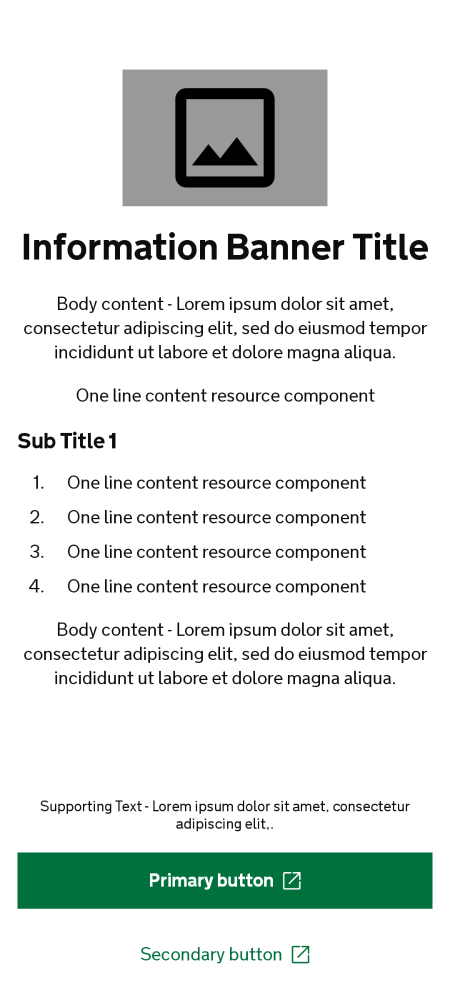 Information Banner Title
Body content - Lorem ipsum dolor sit amet,
consectetur adipiscing elit, sed do eiusmod tempor
incididunt ut labore et dolore magna aliqua.
One line content resource component
Sub Title 1
1. One line content resource component
2. One line content resource component
3. One line content resource component
4. One line content resource component
Body content - Lorem ipsum dolor sit amet,
consectetur adipiscing elit, sed do eiusmod tempor
incididunt ut labore et dolore magna aliqua.
Supporting Text - Lorem ipsum dolor sit amet, consectetur
adipiscing elit,.
Primary button
Secondary button